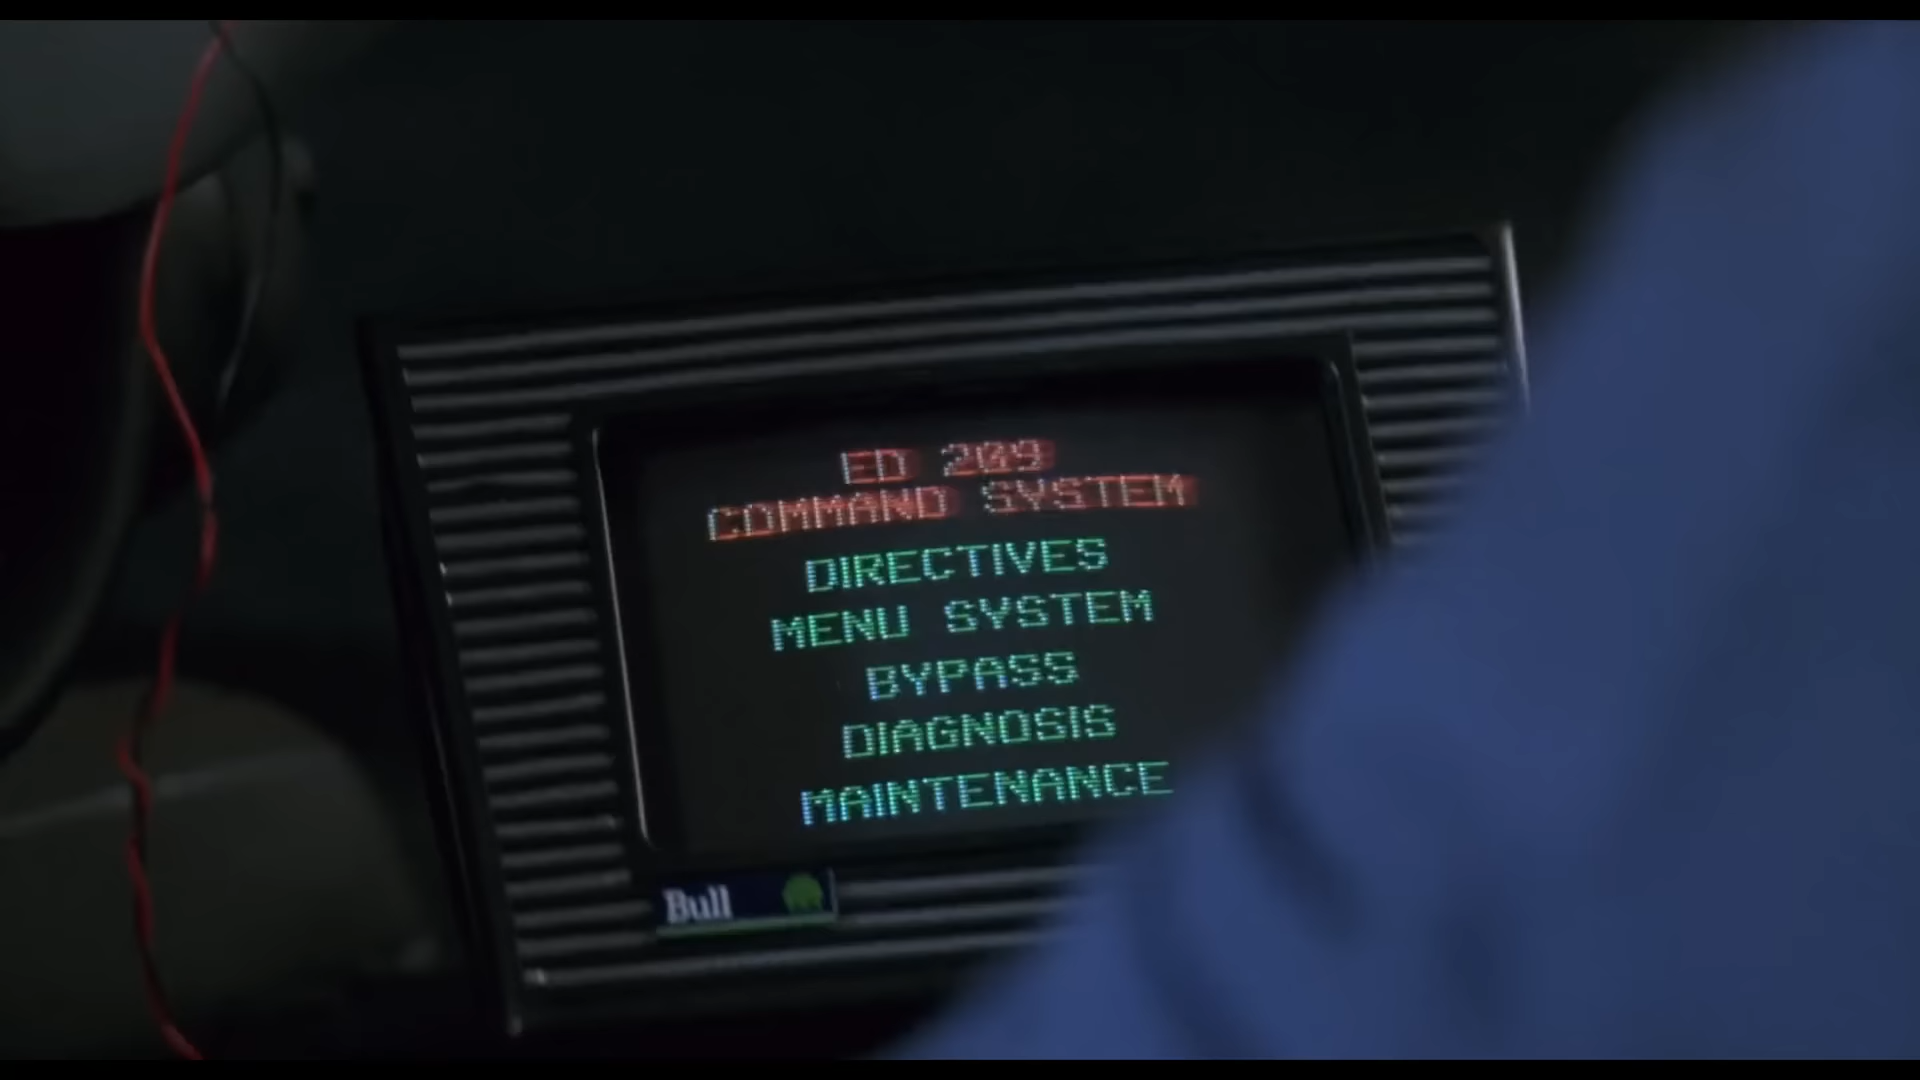 ED 209
COMMAND SYSTEM
DIRECTIVES
MENU SYSTEM
BYPASS
DIAGNOSIS
MAINTENANCE
Bull